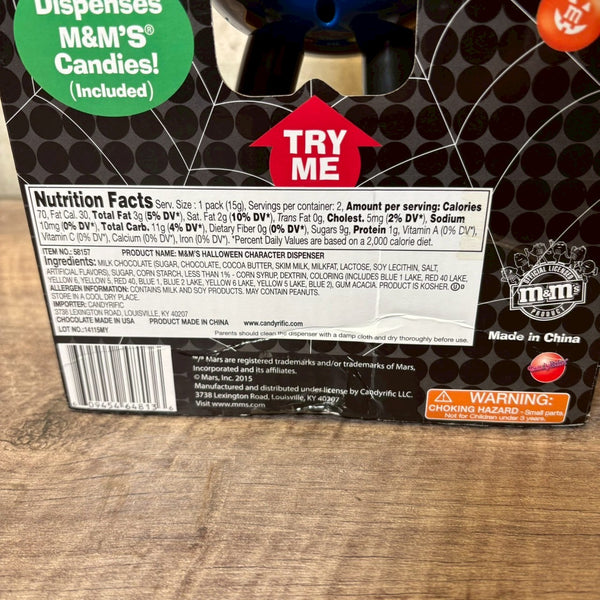 Dispenses
M&M'S®
Candies!
(Included)
TRY
ME
Nutrition Facts Serv. Size : 1 pack (15g), Servings per container: 2, Amount per serving: Calories
70, Fat Cal. 30, Total Fat 3g (5% DV*), Sat. Fat 2g (10% DV*), Trans Fat 0g, Cholest. 5mg (2% DV*), Sodium
10mg (0% DV*), Total Carb. 11g (4% DV*), Dietary Fiber 0g (0% DV*), Sugars 9g, Protein 1g, Vitamin A (0% DV*),
Vitamin C (0% DV*), Calcium (0% DV*), Iron (0% DV*). *Percent Daily Values are based on a 2,000 calorie diet.
ITEM NO.: 58157 PRODUCT NAME: M&M'S HALLOWEEN CHARACTER DISPENSER
Ingredients: MILK CHOCOLATE (SUGAR, CHOCOLATE, COCOA BUTTER, SKIM MILK, MILKFAT, LACTOSE, SOY LECITHIN, SALT,
ARTIFICIAL FLAVORS), SUGAR, CORN STARCH, LESS THAN 1% - CORN SYRUP, DEXTRIN, COLORING (INCLUDES BLUE 1 LAKE, RED 40 LAKE,
YELLOW 6, YELLOW 5, RED 40, BLUE 1, BLUE 2 LAKE, YELLOW 6 LAKE, YELLOW 5 LAKE, BLUE 2), GUM ACACIA. PRODUCT IS KOSHER.
ALLERGEN INFORMATION: CONTAINS MILK AND SOY PRODUCTS. MAY CONTAIN PEANUTS.
STORE IN A COOL, DRY PLACE.
IMPORTER: CANDYRIFIC
3738 LEXINGTON ROAD, LOUISVILLE, KY 40207
CHOCOLATE MADE IN USA PRODUCT MADE IN CHINA www.candyrific.com
LOT NO.:14115MY Parents should clean the dispenser with a damp cloth and dry thoroughly before use.
OFFICIAL LICENSED
m&m's
PRODUCT
Made in China
®/™ Mars are registered trademarks and/or trademarks of Mars,
Incorporated and its affiliates.
© Mars, Inc. 2015
Manufactured and distributed under license by Candyrific LLC.
3738 Lexington Road, Louisville, KY 40207
Visit www.mms.com
WARNING:
CHOKING HAZARD - Small parts.
Not for Children under 3 years.